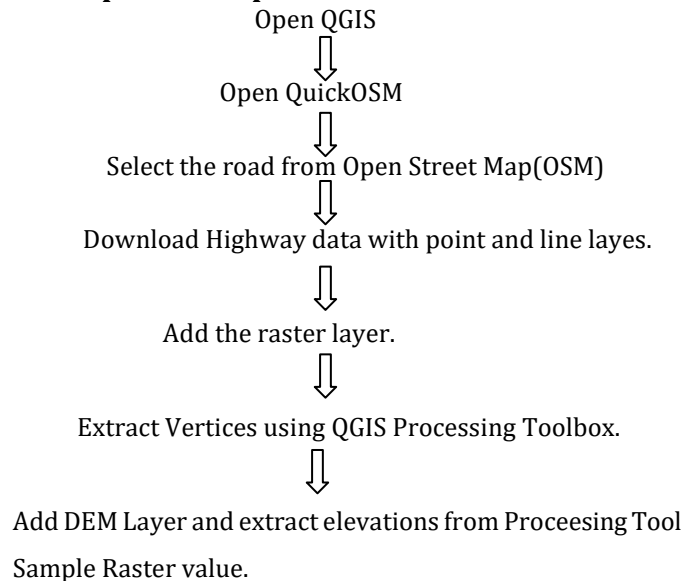 Open QGIS
Open QuickOSM
Select the road from Open Street Map(OSM)
Download Highway data with point and line layes.
Add the raster layer.
Extract Vertices using QGIS Processing Toolbox.
Add DEM Layer and extract elevations from Proceesing Tool
Sample Raster value.